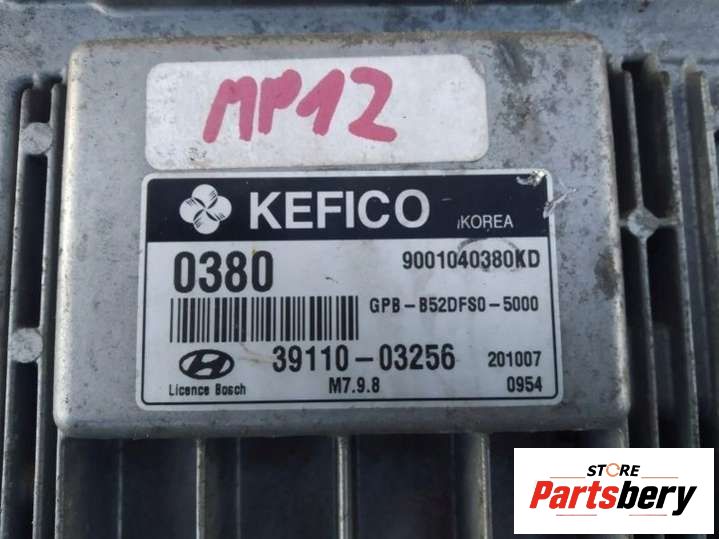 MP12
KEFICO KOREA
0380 9001040380KD
GPB-B52DFS0-5000
39110-03256 201007
Licence Bosch M7.9.8 0954
STORE
Partsbery